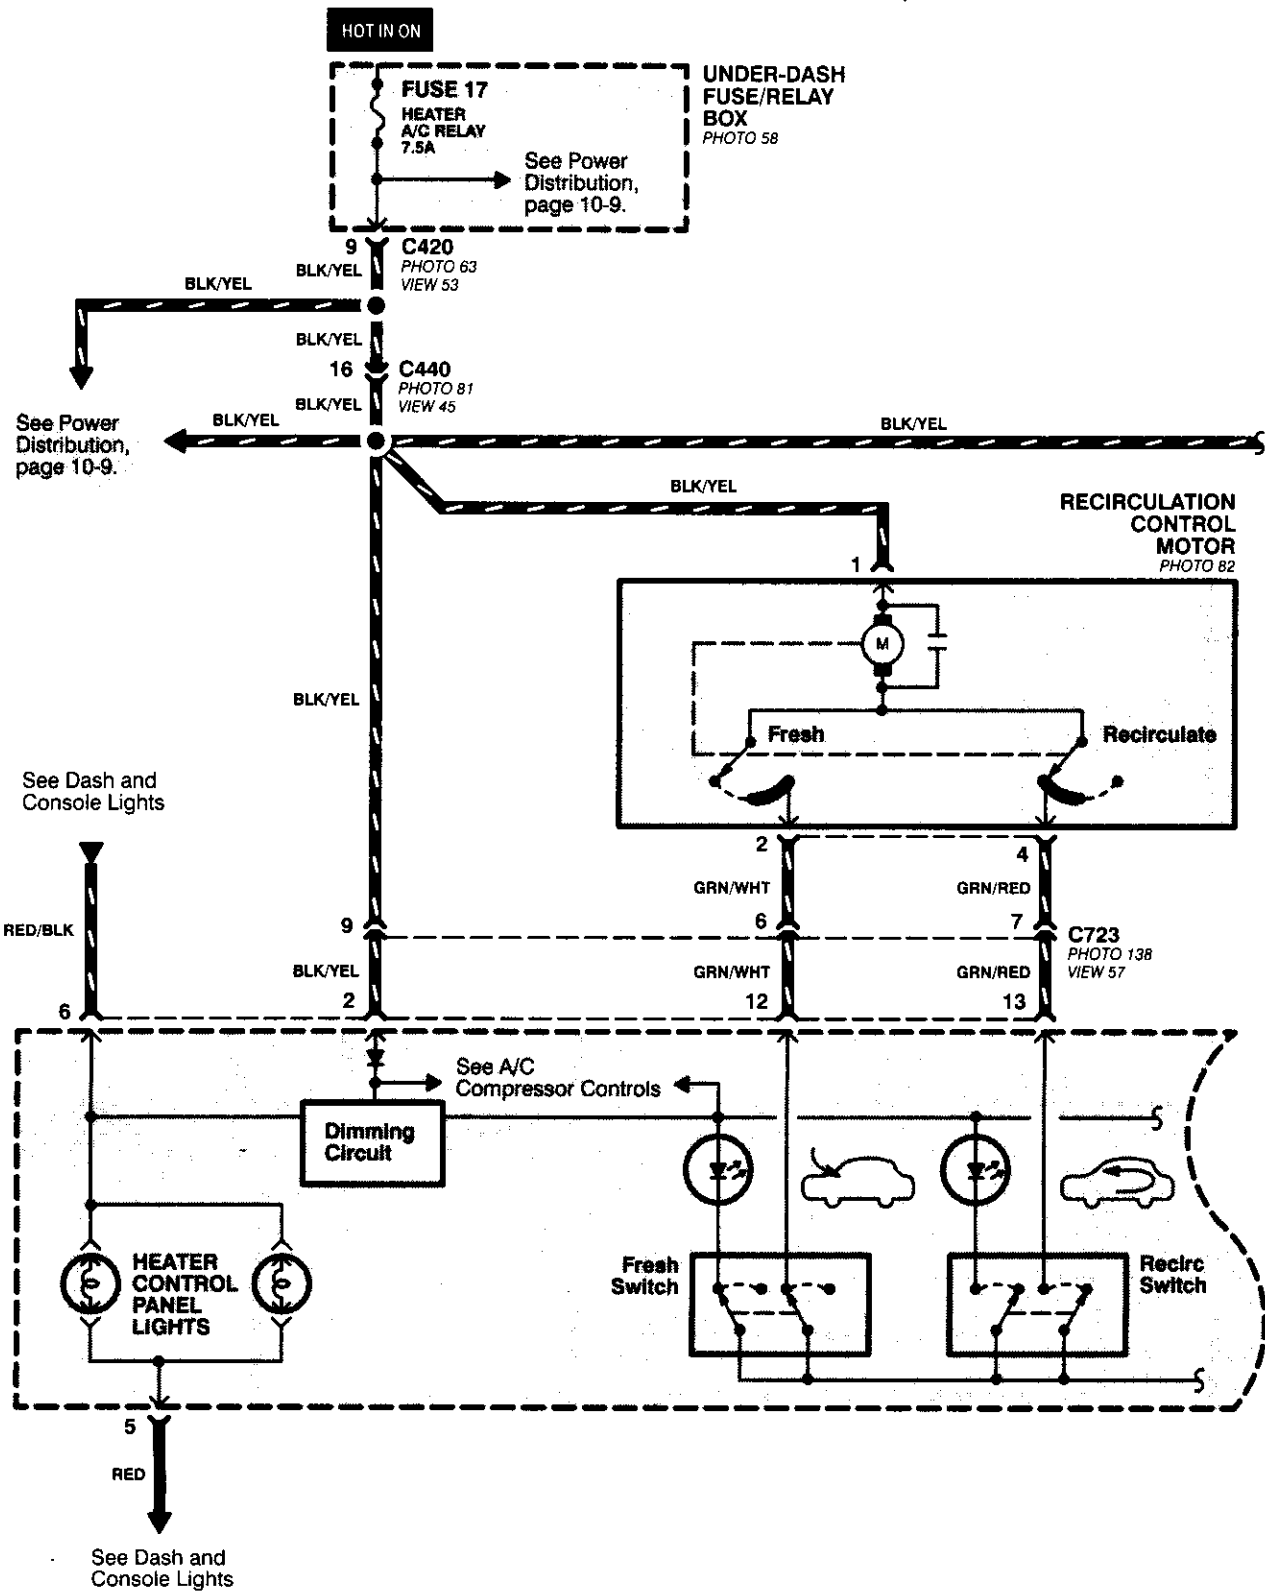 HOT IN ON
FUSE 17
HEATER
A/C RELAY
7.5A
UNDER-DASH
FUSE/RELAY
BOX
PHOTO 58
See Power
Distribution,
page 10-9.
9
C420
PHOTO 63
VIEW 53
BLK/YEL
BLK/YEL
BLK/YEL
16
C440
PHOTO 81
VIEW 45
BLK/YEL
See Power
Distribution,
page 10-9.
BLK/YEL
BLK/YEL
BLK/YEL
RECIRCULATION
CONTROL
MOTOR
PHOTO 82
1
M
BLK/YEL
Fresh
Recirculate
See Dash and
Console Lights
2
4
GRN/WHT
GRN/RED
RED/BLK
9
6
7
C723
PHOTO 138
VIEW 57
BLK/YEL
GRN/WHT
GRN/RED
6
2
12
13
See A/C
Compressor Controls
Dimming
Circuit
HEATER
CONTROL
PANEL
LIGHTS
Fresh
Switch
Recirc
Switch
5
RED
See Dash and
Console Lights